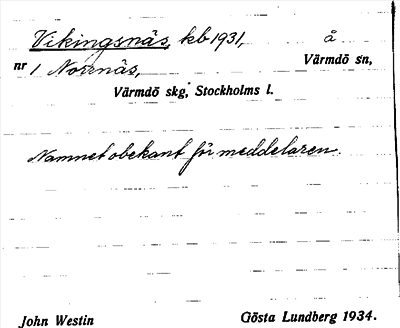 Vikingsnäs, kb 1931, å
nr 1 Norrnäs, Värmdö sn,
Värmdö skg, Stockholms l.
Namnet obekant för meddelaren.
John Westin Gösta Lundberg 1934.